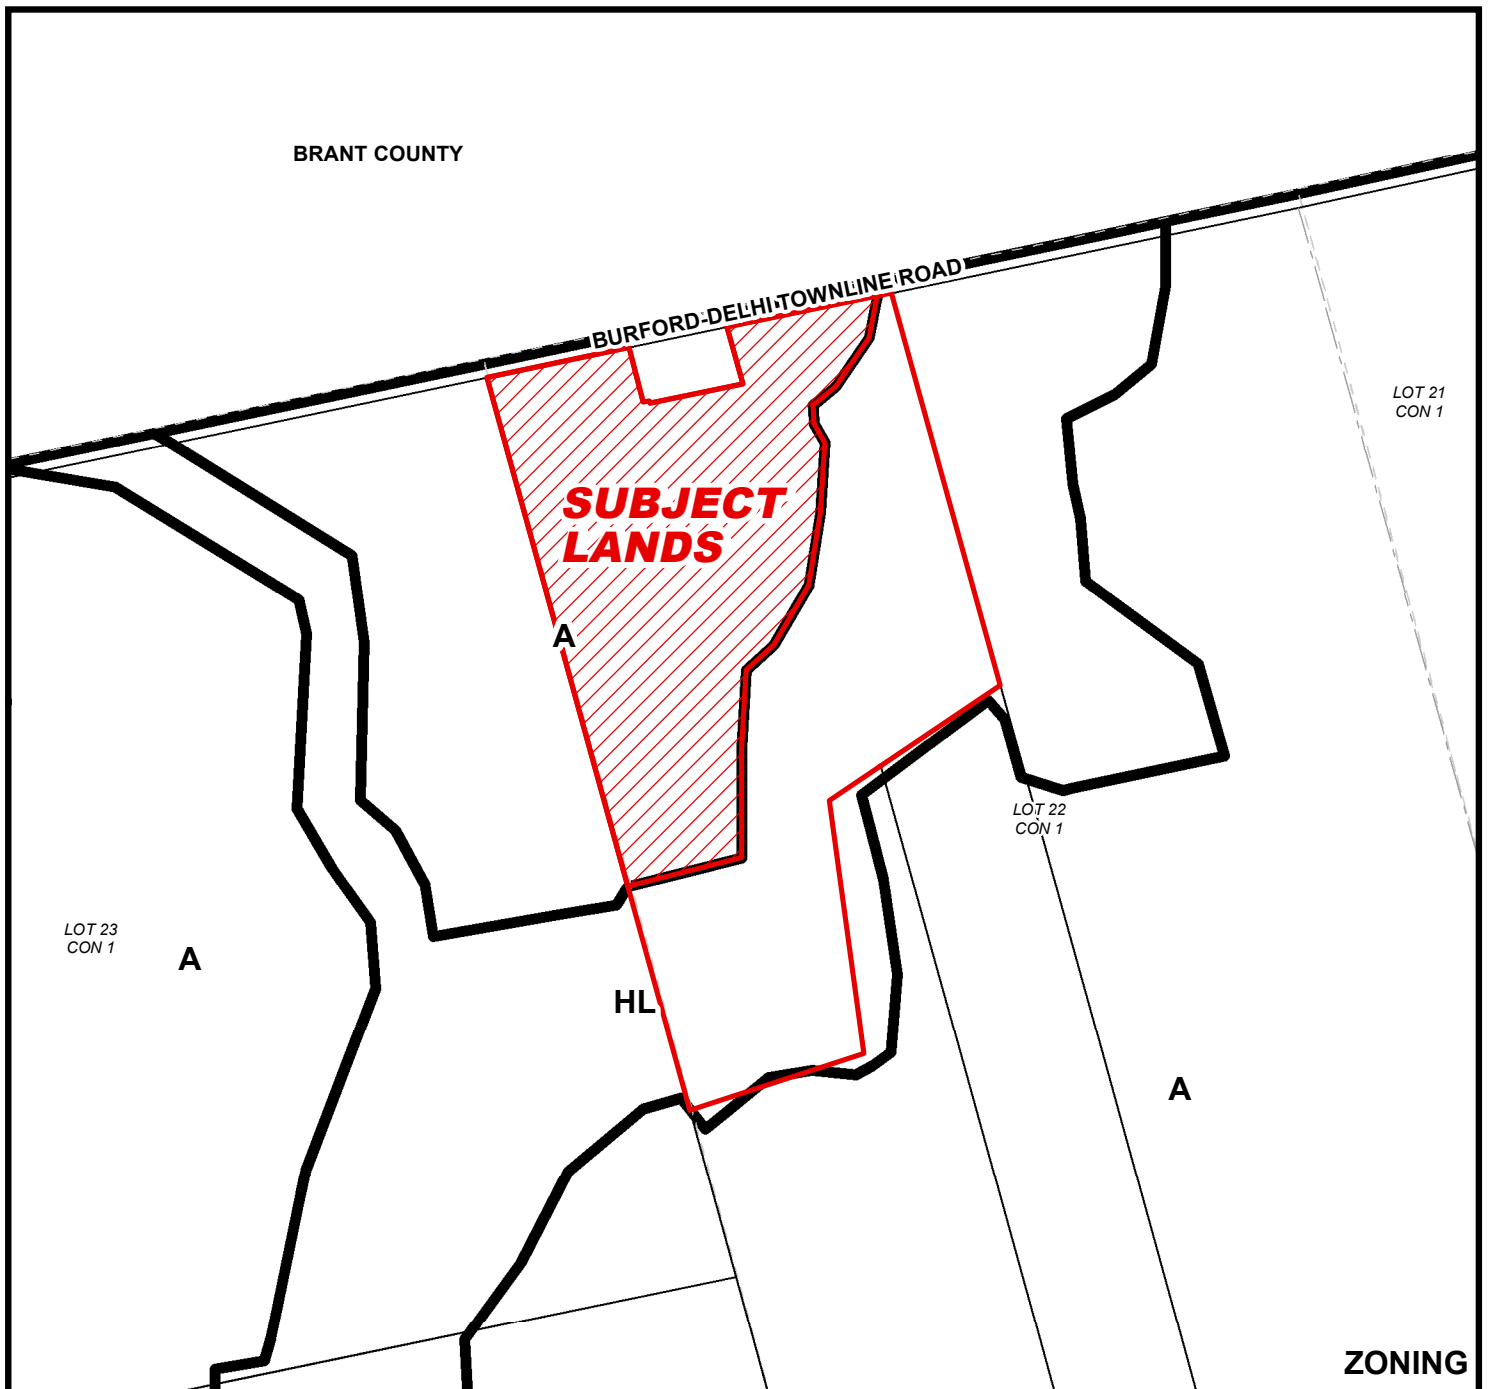 BRANT COUNTY
BURFORD-DELHI TOWNLINE ROAD
LOT 21
CON 1
SUBJECT
LANDS
A
LOT 22
CON 1
LOT 23
CON 1
A
HL
A
ZONING